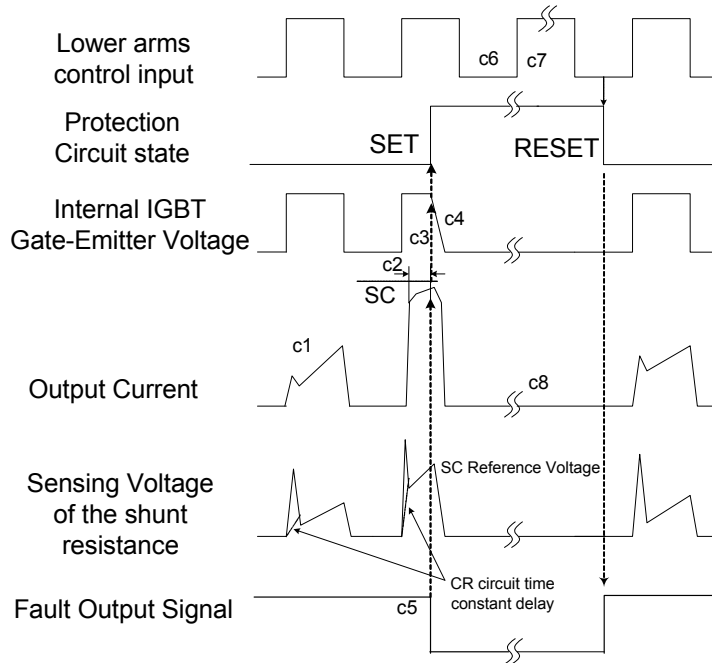 Lower arms
control input
c6
c7
Protection
Circuit state
SET
RESET
Internal IGBT
Gate-Emitter Voltage
c3
c4
c2
SC
c1
Output Current
c8
SC Reference Voltage
Sensing Voltage
of the shunt
resistance
CR circuit time
constant delay
Fault Output Signal
c5